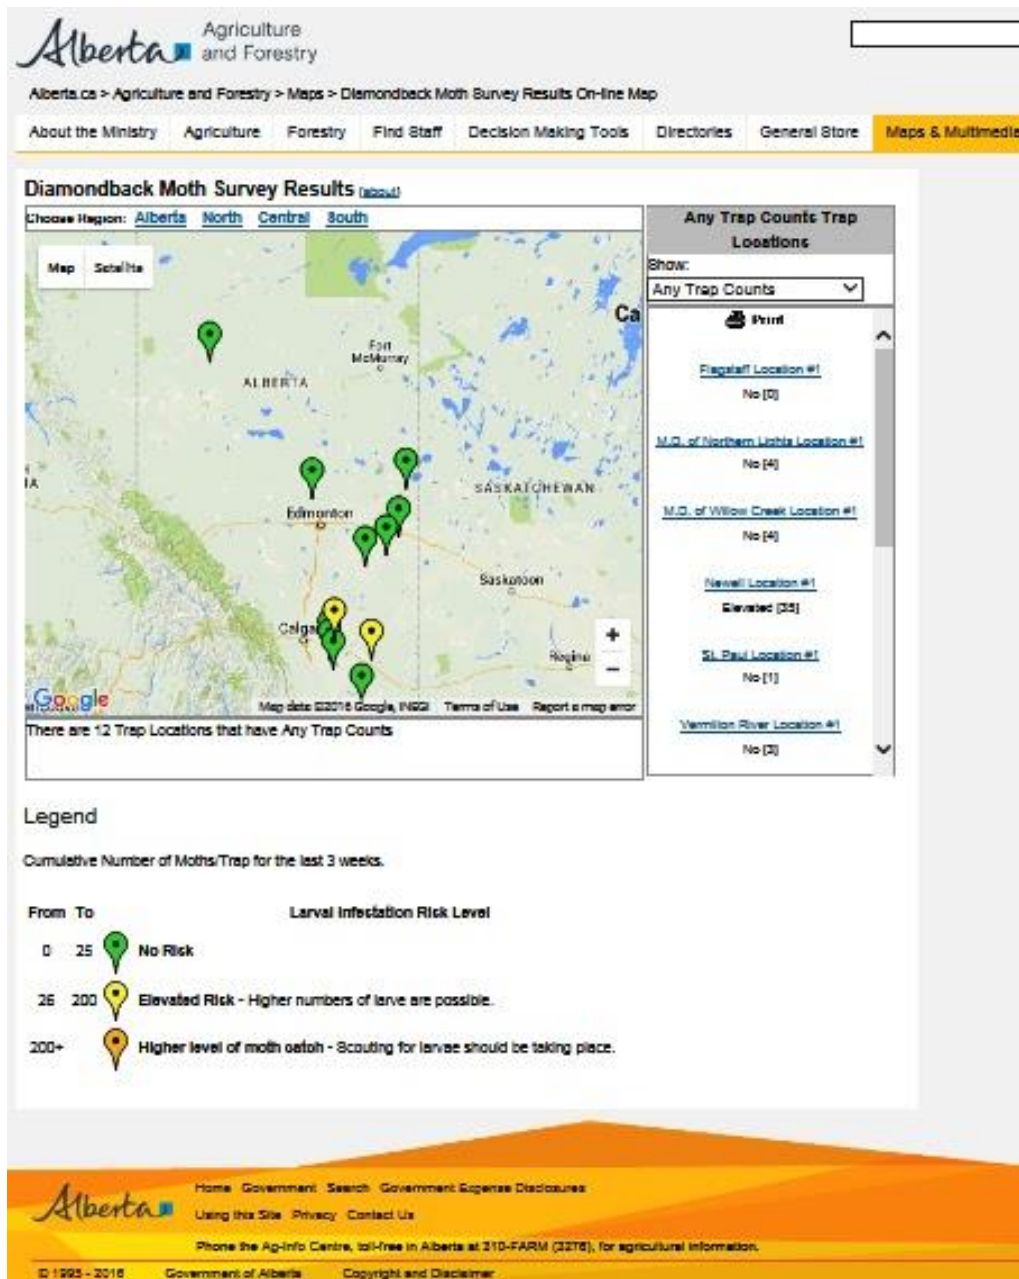 Alberta Agriculture
and Forestry
Alberta.ca > Agriculture and Forestry > Maps > Diamondback Moth Survey Results On-line Map
About the Ministry Agriculture Forestry Find Staff Decision Making Tools Directories General Store Maps & Multimedia
Diamondback Moth Survey Results [about]
Choose Region: Alberta North Central South
Map Satellite
Ca
Fort
McMurray
ALBERTA
SASKATCHEWAN
Edmonton
Saskatoon
Calga
Regina
+
−
Google
Map data ©2016 Google, INEGI Terms of Use Report a map error
There are 12 Trap Locations that have Any Trap Counts
Any Trap Counts Trap
Locations
Show:
Any Trap Counts
Print
Flagstaff Location #1
No [0]
M.D. of Northern Lights Location #1
No [4]
M.D. of Willow Creek Location #1
No [4]
Newell Location #1
Elevated [35]
St. Paul Location #1
No [1]
Vermilion River Location #1
No [3]
Legend
Cumulative Number of Moths/Trap for the last 3 weeks.
From To Larval Infestation Risk Level
0 25 No Risk
26 200 Elevated Risk - Higher numbers of larve are possible.
200+ Higher level of moth catch - Scouting for larvae should be taking place.
Alberta
Home Government Search Government Expense Disclosures
Using this Site Privacy Contact Us
Phone the Ag-Info Centre, toll-free in Alberta at 310-FARM (3276), for agricultural information.
© 1995 - 2016 Government of Alberta Copyright and Disclaimer